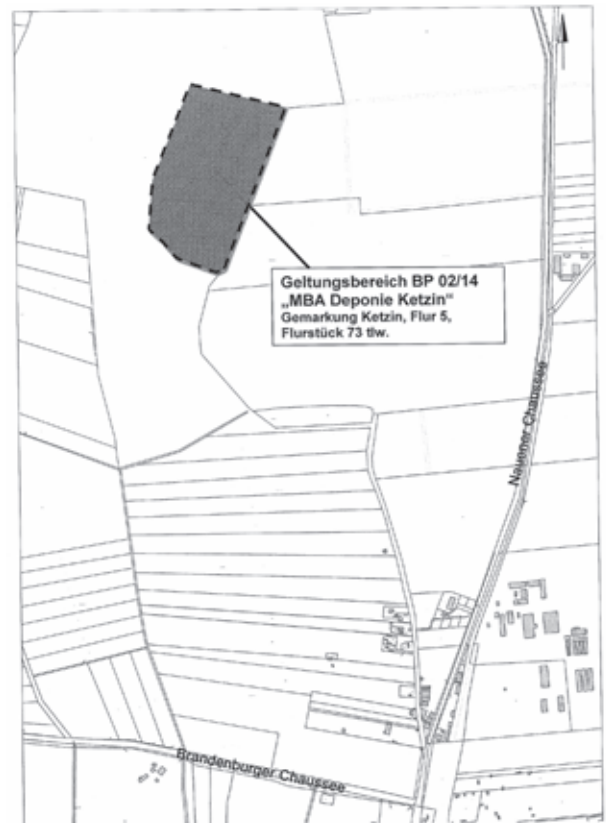 Geltungsbereich BP 02/14
„MBA Deponie Ketzin“
Gemarkung Ketzin, Flur 5,
Flurstück 73 tlw.
Nauener Chaussee
Brandenburger Chaussee